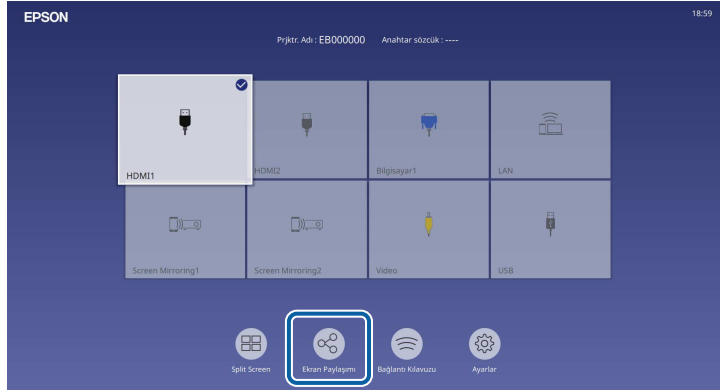 EPSON
18:59
Prjktr. Adı : EB000000 Anahtar sözcük : ----
HDMI1
HDMI2
Bilgisayar1
LAN
Screen Mirroring1
Screen Mirroring2
Video
USB
Split Screen
Ekran Paylaşımı
Bağlantı Kılavuzu
Ayarlar